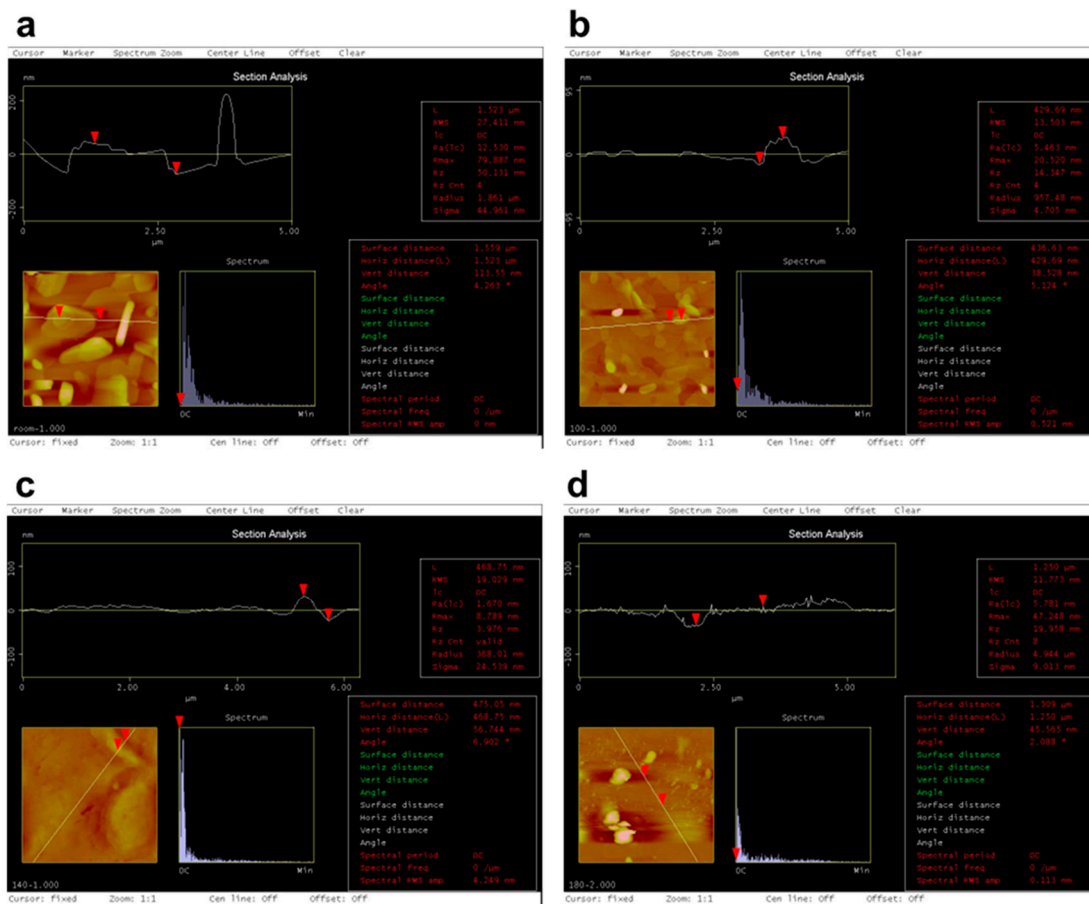 a
Cursor Marker Spectrum Zoom Center Line Offset Clear
nm
Section Analysis
200
0
-200
2.50
5.00
µm
L 1.523 µm
RMS 27.411 nm
Tc DC
Ra(Tc) 12.530 nm
Rmax 79.887 nm
Rz 50.131 nm
Rz Cnt 4
Radius 1.861 µm
Sigma 44.961 nm
Surface distance 1.559 µm
Horiz distance(L) 1.523 µm
Vert distance 113.55 nm
Angle 4.263 °
Surface distance
Horiz distance
Vert distance
Angle
Surface distance
Horiz distance
Vert distance
Angle
Spectral period DC
Spectral freq 0 /µm
Spectral RMS amp 0 nm
Spectrum
DC Min
room-1.000
Cursor: fixed Zoom: 1:1 Cen line: Off Offset: Off
b
Cursor Marker Spectrum Zoom Center Line Offset Clear
nm
Section Analysis
95
0
-95
2.50
5.00
µm
L 429.69 nm
RMS 13.503 nm
Tc DC
Ra(Tc) 5.463 nm
Rmax 20.520 nm
Rz 14.347 nm
Rz Cnt 4
Radius 957.48 nm
Sigma 4.705 nm
Surface distance 436.63 nm
Horiz distance(L) 429.69 nm
Vert distance 38.528 nm
Angle 5.124 °
Surface distance
Horiz distance
Vert distance
Angle
Surface distance
Horiz distance
Vert distance
Angle
Spectral period DC
Spectral freq 0 /µm
Spectral RMS amp 0.521 nm
Spectrum
DC Min
100-1.000
Cursor: fixed Zoom: 1:1 Cen line: Off Offset: Off
c
Cursor Marker Spectrum Zoom Center Line Offset Clear
nm
Section Analysis
100
0
-100
0
2.00
4.00
6.00
µm
L 468.75 nm
RMS 19.029 nm
Tc DC
Ra(Tc) 1.670 nm
Rmax 8.789 nm
Rz 3.976 nm
Rz Cnt valid
Radius 368.01 nm
Sigma 24.539 nm
Surface distance 475.05 nm
Horiz distance(L) 468.75 nm
Vert distance 56.744 nm
Angle 6.902 °
Surface distance
Horiz distance
Vert distance
Angle
Surface distance
Horiz distance
Vert distance
Angle
Spectral period DC
Spectral freq 0 /µm
Spectral RMS amp 4.249 nm
Spectrum
DC Min
140-1.000
Cursor: fixed Zoom: 1:1 Cen line: Off Offset: Off
d
Cursor Marker Spectrum Zoom Center Line Offset Clear
nm
Section Analysis
100
0
-100
2.50
5.00
µm
L 1.250 µm
RMS 11.773 nm
Tc DC
Ra(Tc) 5.781 nm
Rmax 47.248 nm
Rz 19.958 nm
Rz Cnt 8
Radius 4.944 µm
Sigma 9.013 nm
Surface distance 1.309 µm
Horiz distance(L) 1.250 µm
Vert distance 45.565 nm
Angle 2.088 °
Surface distance
Horiz distance
Vert distance
Angle
Surface distance
Horiz distance
Vert distance
Angle
Spectral period DC
Spectral freq 0 /µm
Spectral RMS amp 0.113 nm
Spectrum
DC Min
180-2.000
Cursor: fixed Zoom: 1:1 Cen line: Off Offset: Off